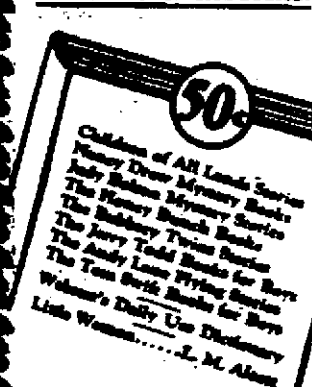 50c
Children of All Lands Stories
Nancy Drew Mystery Books
Judy Bolton Mystery Stories
The Honey Bunch Books
The Bobbsey Twins Stories
The Jerry Todd Books for Boys
The Andy Lane Flying Stories
The Tom Swift Books for Boys
Webster's Daily Use Dictionary
Little Women......L. M. Alcott